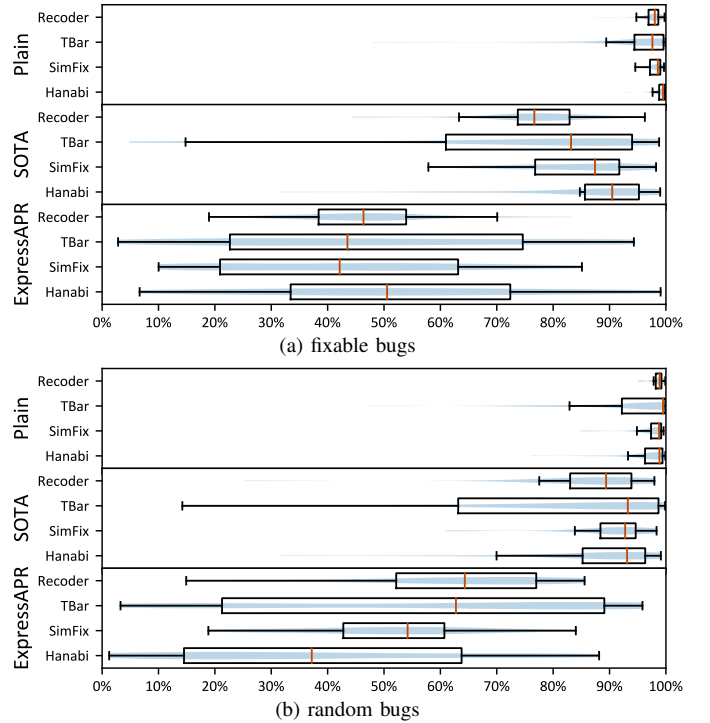 Plain
Recoder
TBar
SimFix
Hanabi
SOTA
Recoder
TBar
SimFix
Hanabi
ExpressAPR
Recoder
TBar
SimFix
Hanabi
0% 10% 20% 30% 40% 50% 60% 70% 80% 90% 100%
(a) fixable bugs
Plain
Recoder
TBar
SimFix
Hanabi
SOTA
Recoder
TBar
SimFix
Hanabi
ExpressAPR
Recoder
TBar
SimFix
Hanabi
0% 10% 20% 30% 40% 50% 60% 70% 80% 90% 100%
(b) random bugs